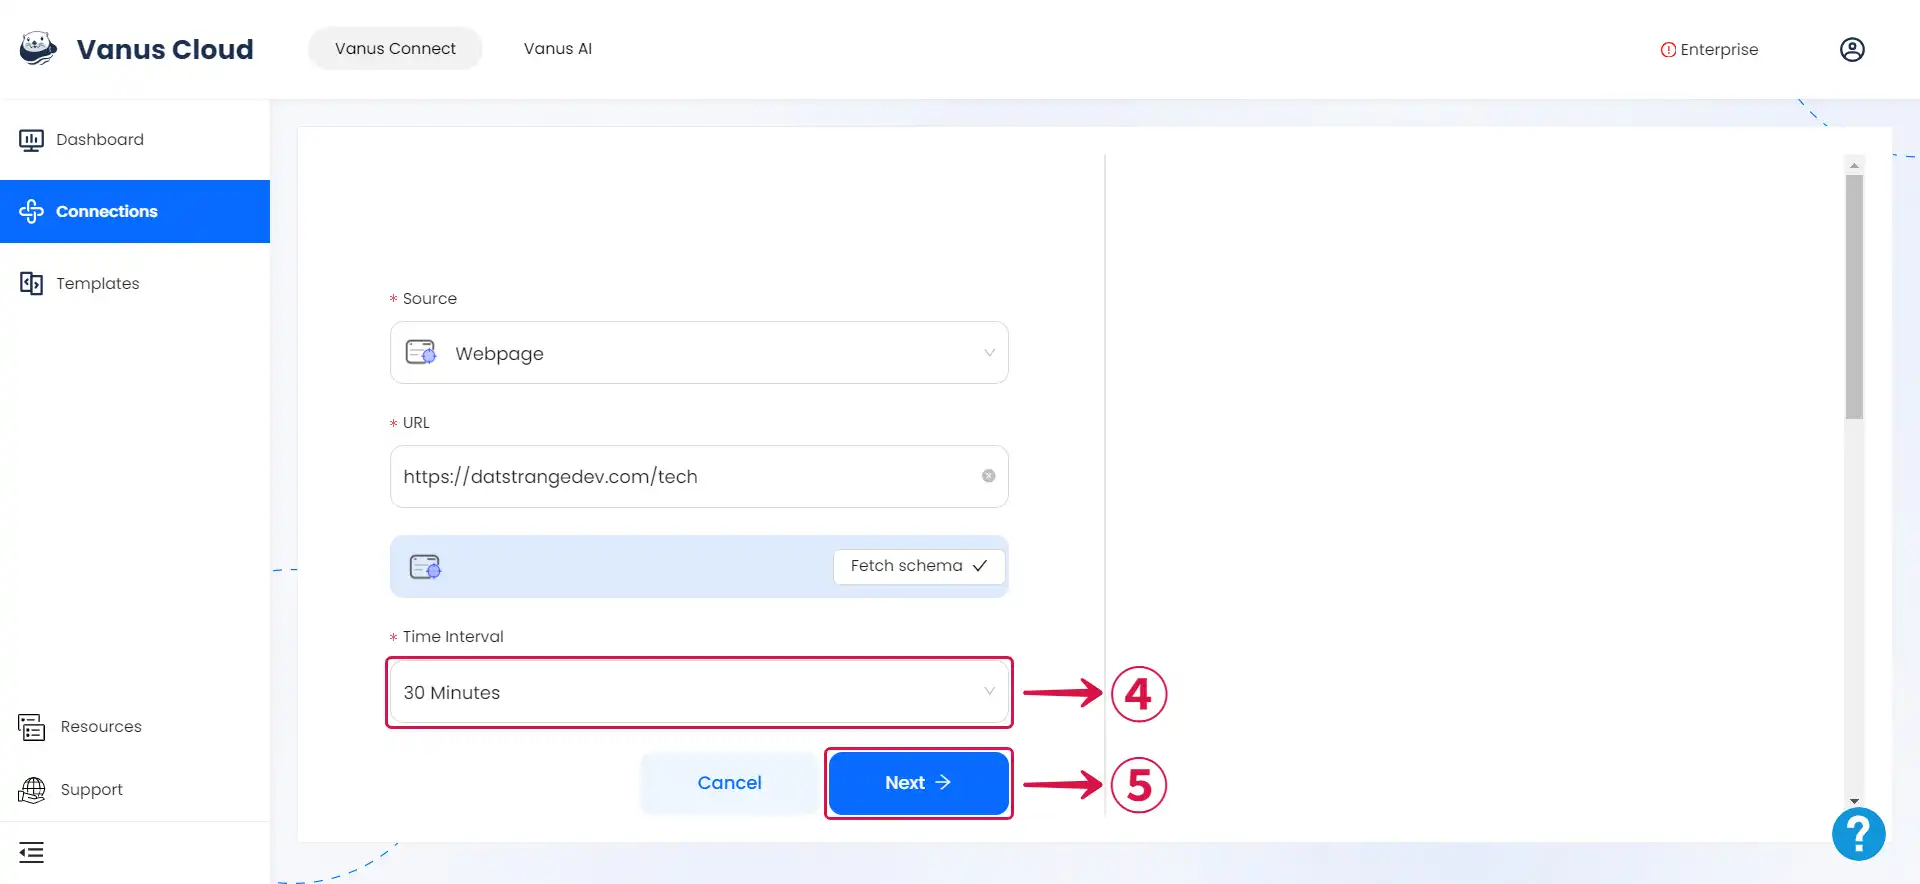 Vanus Cloud
Vanus Connect
Vanus AI
Enterprise
Dashboard
Connections
Templates
* Source
Webpage
* URL
https://datstrangedev.com/tech
Fetch schema
* Time Interval
30 Minutes
4
Cancel
Next
5
Resources
Support
?